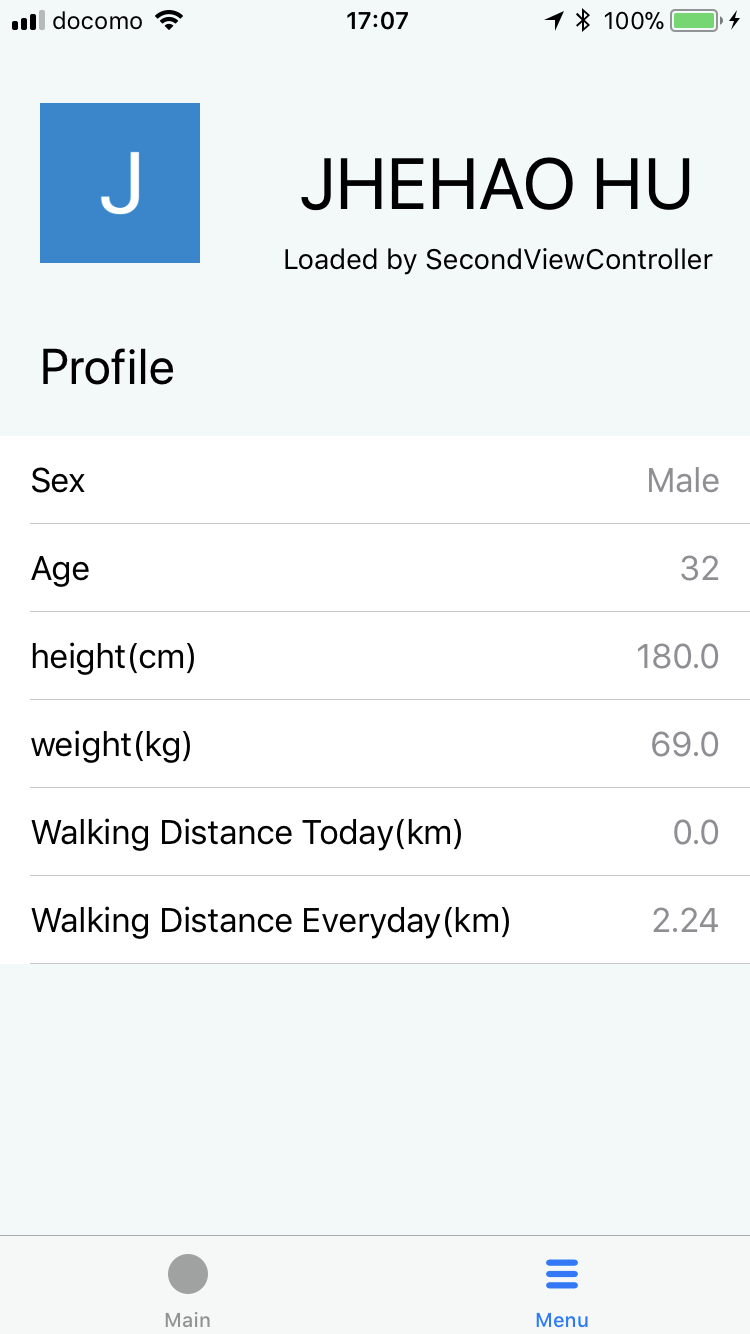 docomo 17:07 100%
J
JHEHAO HU
Loaded by SecondViewController
Profile
Sex Male
Age 32
height(cm) 180.0
weight(kg) 69.0
Walking Distance Today(km) 0.0
Walking Distance Everyday(km) 2.24
Main Menu